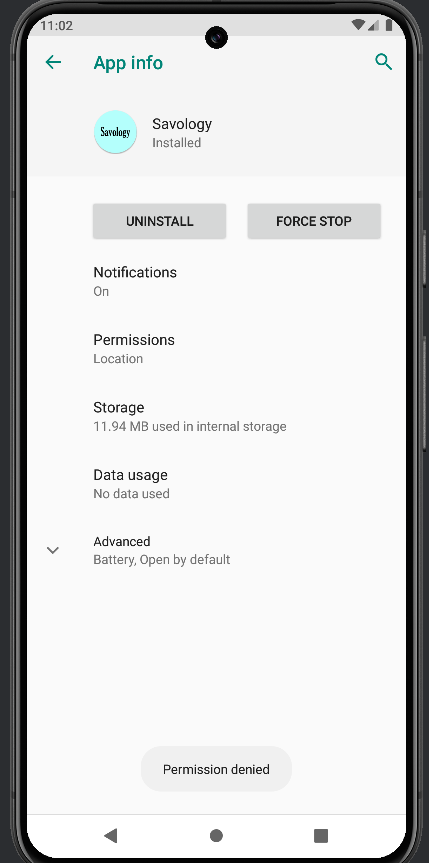 11:02
App info
Savology
Savology
Installed
UNINSTALL
FORCE STOP
Notifications
On
Permissions
Location
Storage
11.94 MB used in internal storage
Data usage
No data used
Advanced
Battery, Open by default
Permission denied